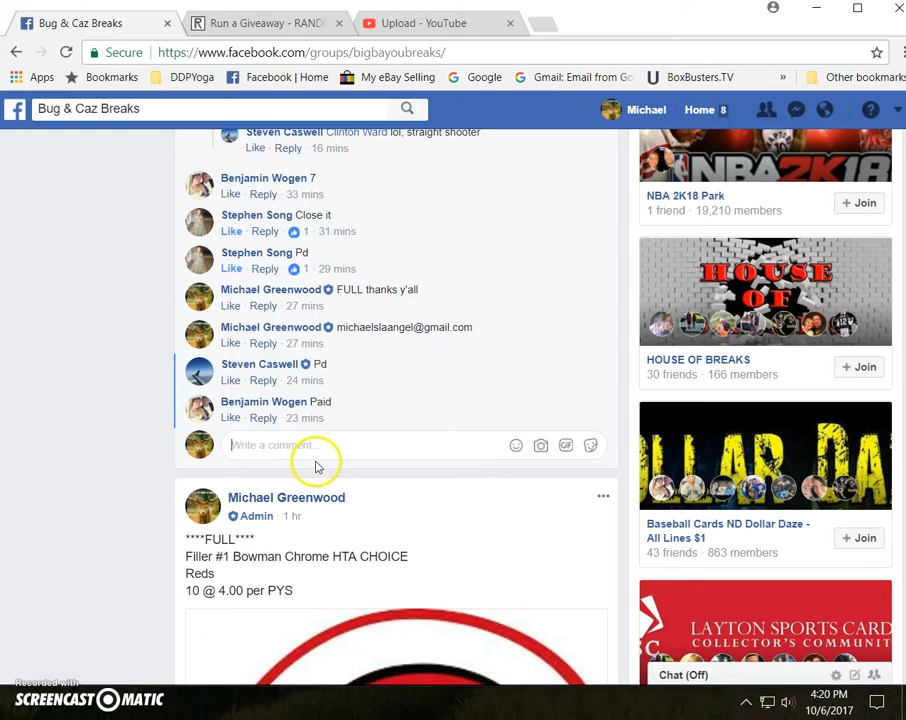 Bug & Caz Breaks
Run a Giveaway - RANDO
Upload - YouTube
Secure https://www.facebook.com/groups/bigbayoubreaks/
Apps Bookmarks DDPYoga Facebook | Home My eBay Selling Google Gmail: Email from Go BoxBusters.TV » Other bookmarks
Bug & Caz Breaks
Michael Home 8
Steven Caswell Clinton Ward lol, straight shooter
Like · Reply · 16 mins
Benjamin Wogen 7
Like · Reply · 33 mins
Stephen Song Close it
Like · Reply · 1 · 31 mins
Stephen Song Pd
Like · Reply · 1 · 29 mins
Michael Greenwood FULL thanks y'all
Like · Reply · 27 mins
Michael Greenwood michaelslaangel@gmail.com
Like · Reply · 27 mins
Steven Caswell Pd
Like · Reply · 24 mins
Benjamin Wogen Paid
Like · Reply · 23 mins
Write a comment...
GIF
Michael Greenwood
Admin · 1 hr
****FULL****
Filler #1 Bowman Chrome HTA CHOICE
Reds
10 @ 4.00 per PYS
NBA2K18
NBA 2K18 Park
1 friend · 19,210 members
+ Join
HOUSE
OF
HOUSE OF BREAKS
30 friends · 166 members
+ Join
Baseball Cards ND Dollar Daze -
All Lines $1
43 friends · 863 members
+ Join
LAYTON SPORTS CARD
COLLECTOR'S COMMUNITY
Chat (Off)
Recorded with
SCREENCAST-O-MATIC
4:20 PM
10/6/2017